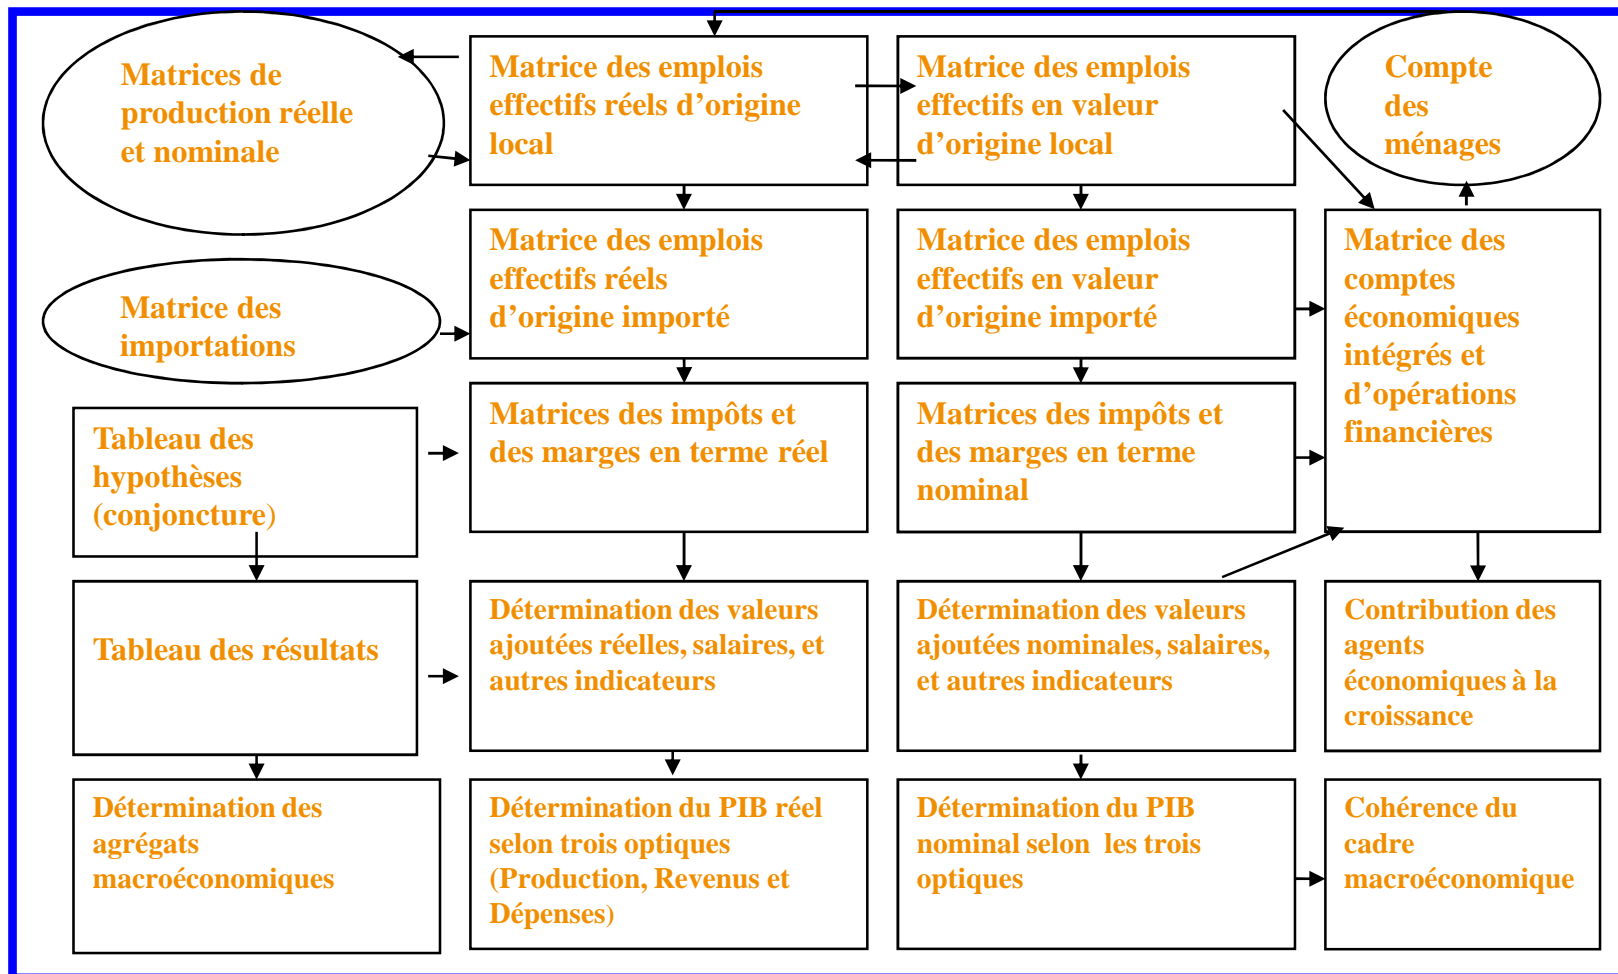 Matrices de
production réelle
et nominale
Matrice des emplois
effectifs réels d’origine
local
Matrice des emplois
effectifs en valeur
d’origine local
Compte
des
ménages
Matrice des
importations
Matrice des emplois
effectifs réels
d’origine importé
Matrice des emplois
effectifs en valeur
d’origine importé
Matrice des
comptes
économiques
intégrés et
d’opérations
financières
Tableau des
hypothèses
(conjoncture)
Matrices des impôts et
des marges en terme réel
Matrices des impôts et
des marges en terme
nominal
Tableau des résultats
Détermination des valeurs
ajoutées réelles, salaires, et
autres indicateurs
Détermination des valeurs
ajoutées nominales, salaires,
et autres indicateurs
Contribution des
agents
économiques à la
croissance
Détermination des
agrégats
macroéconomiques
Détermination du PIB réel
selon trois optiques
(Production, Revenus et
Dépenses)
Détermination du PIB
nominal selon les trois
optiques
Cohérence du
cadre
macroéconomique